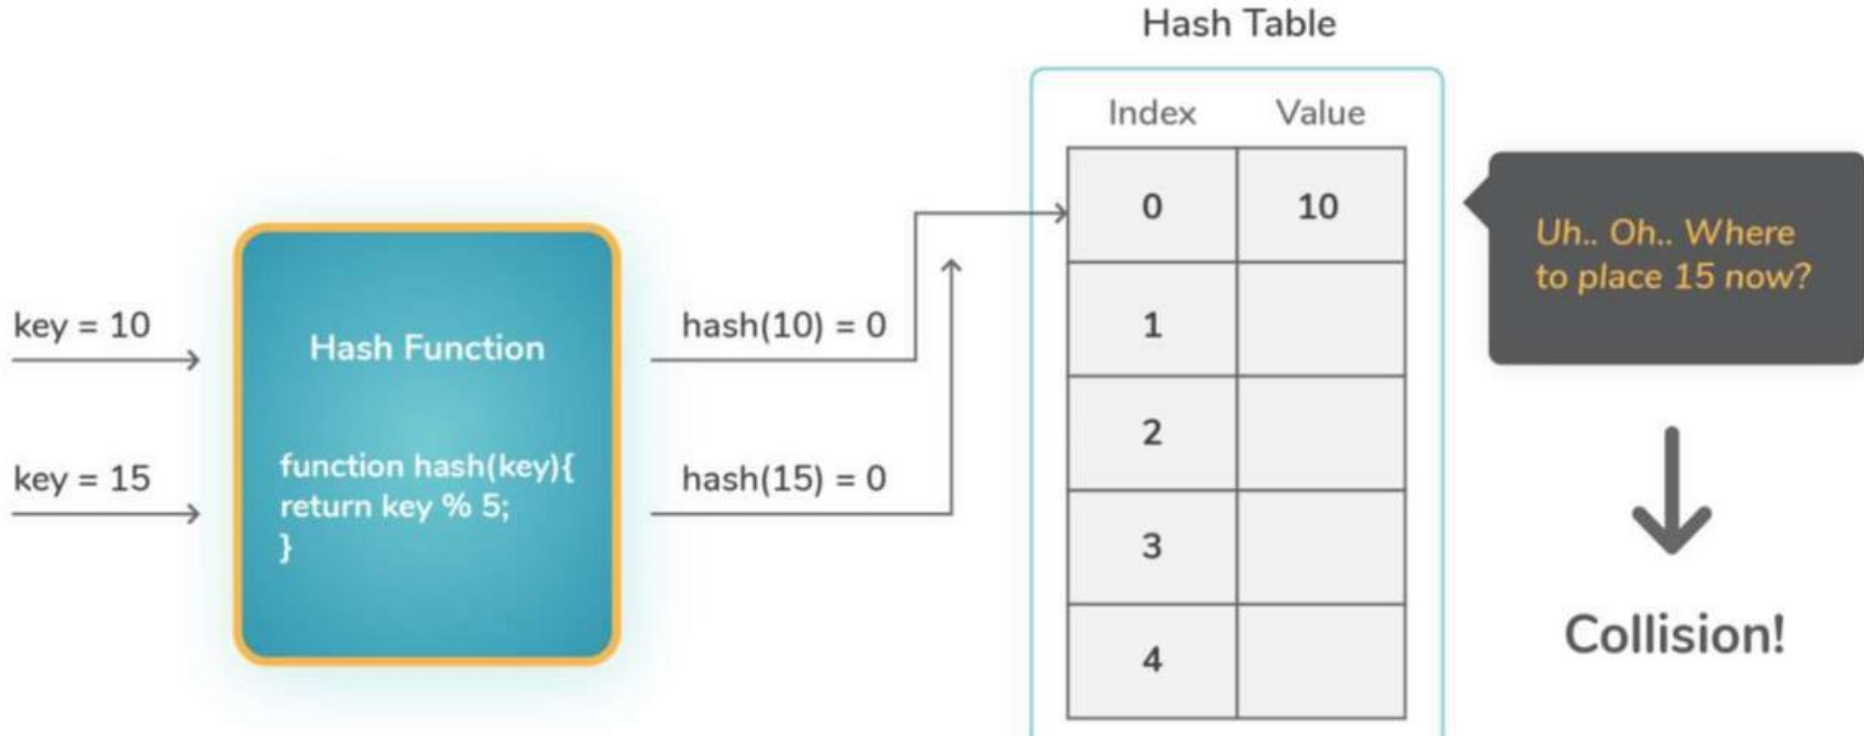 Hash Table
Index Value
key = 10
key = 15
Hash Function
function hash(key){
return key % 5;
}
hash(10) = 0
hash(15) = 0
0 10
1
2
3
4
Uh.. Oh.. Where
to place 15 now?
Collision!